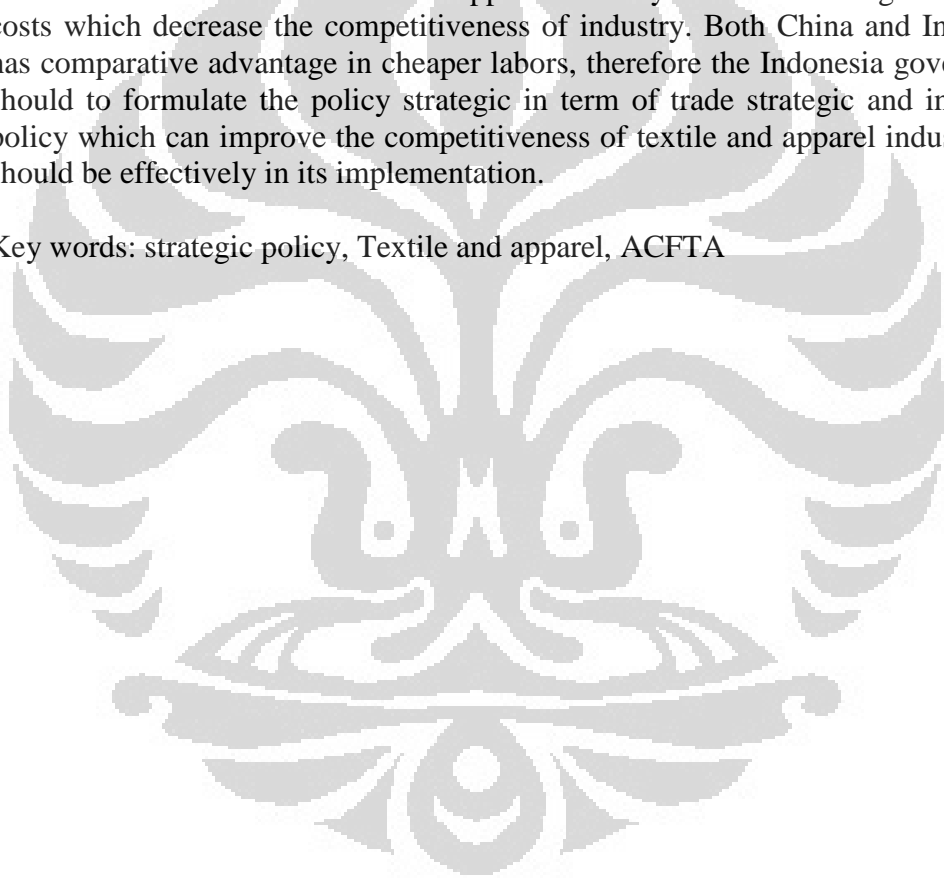 costs which decrease the competitiveness of industry. Both China and In
has comparative advantage in cheaper labors, therefore the Indonesia gove
should to formulate the policy strategic in term of trade strategic and in
policy which can improve the competitiveness of textile and apparel indus
should be effectively in its implementation.
Key words: strategic policy, Textile and apparel, ACFTA